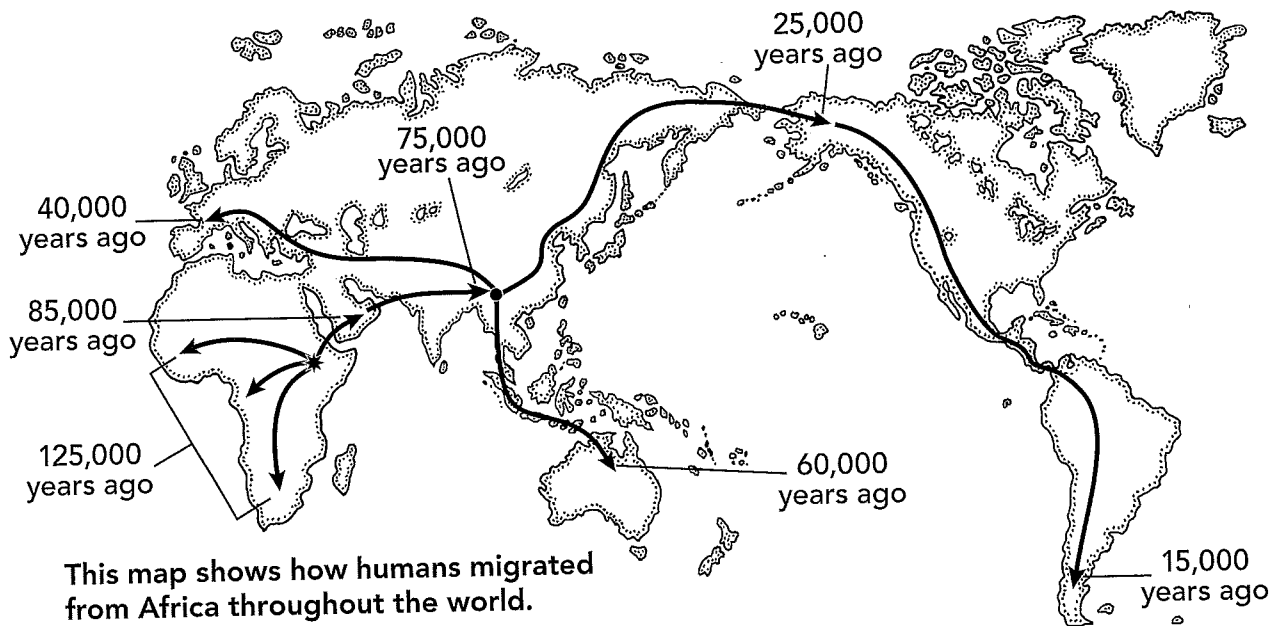 25,000
years ago
75,000
years ago
40,000
years ago
85,000
years ago
125,000
years ago
60,000
years ago
15,000
years ago
This map shows how humans migrated
from Africa throughout the world.